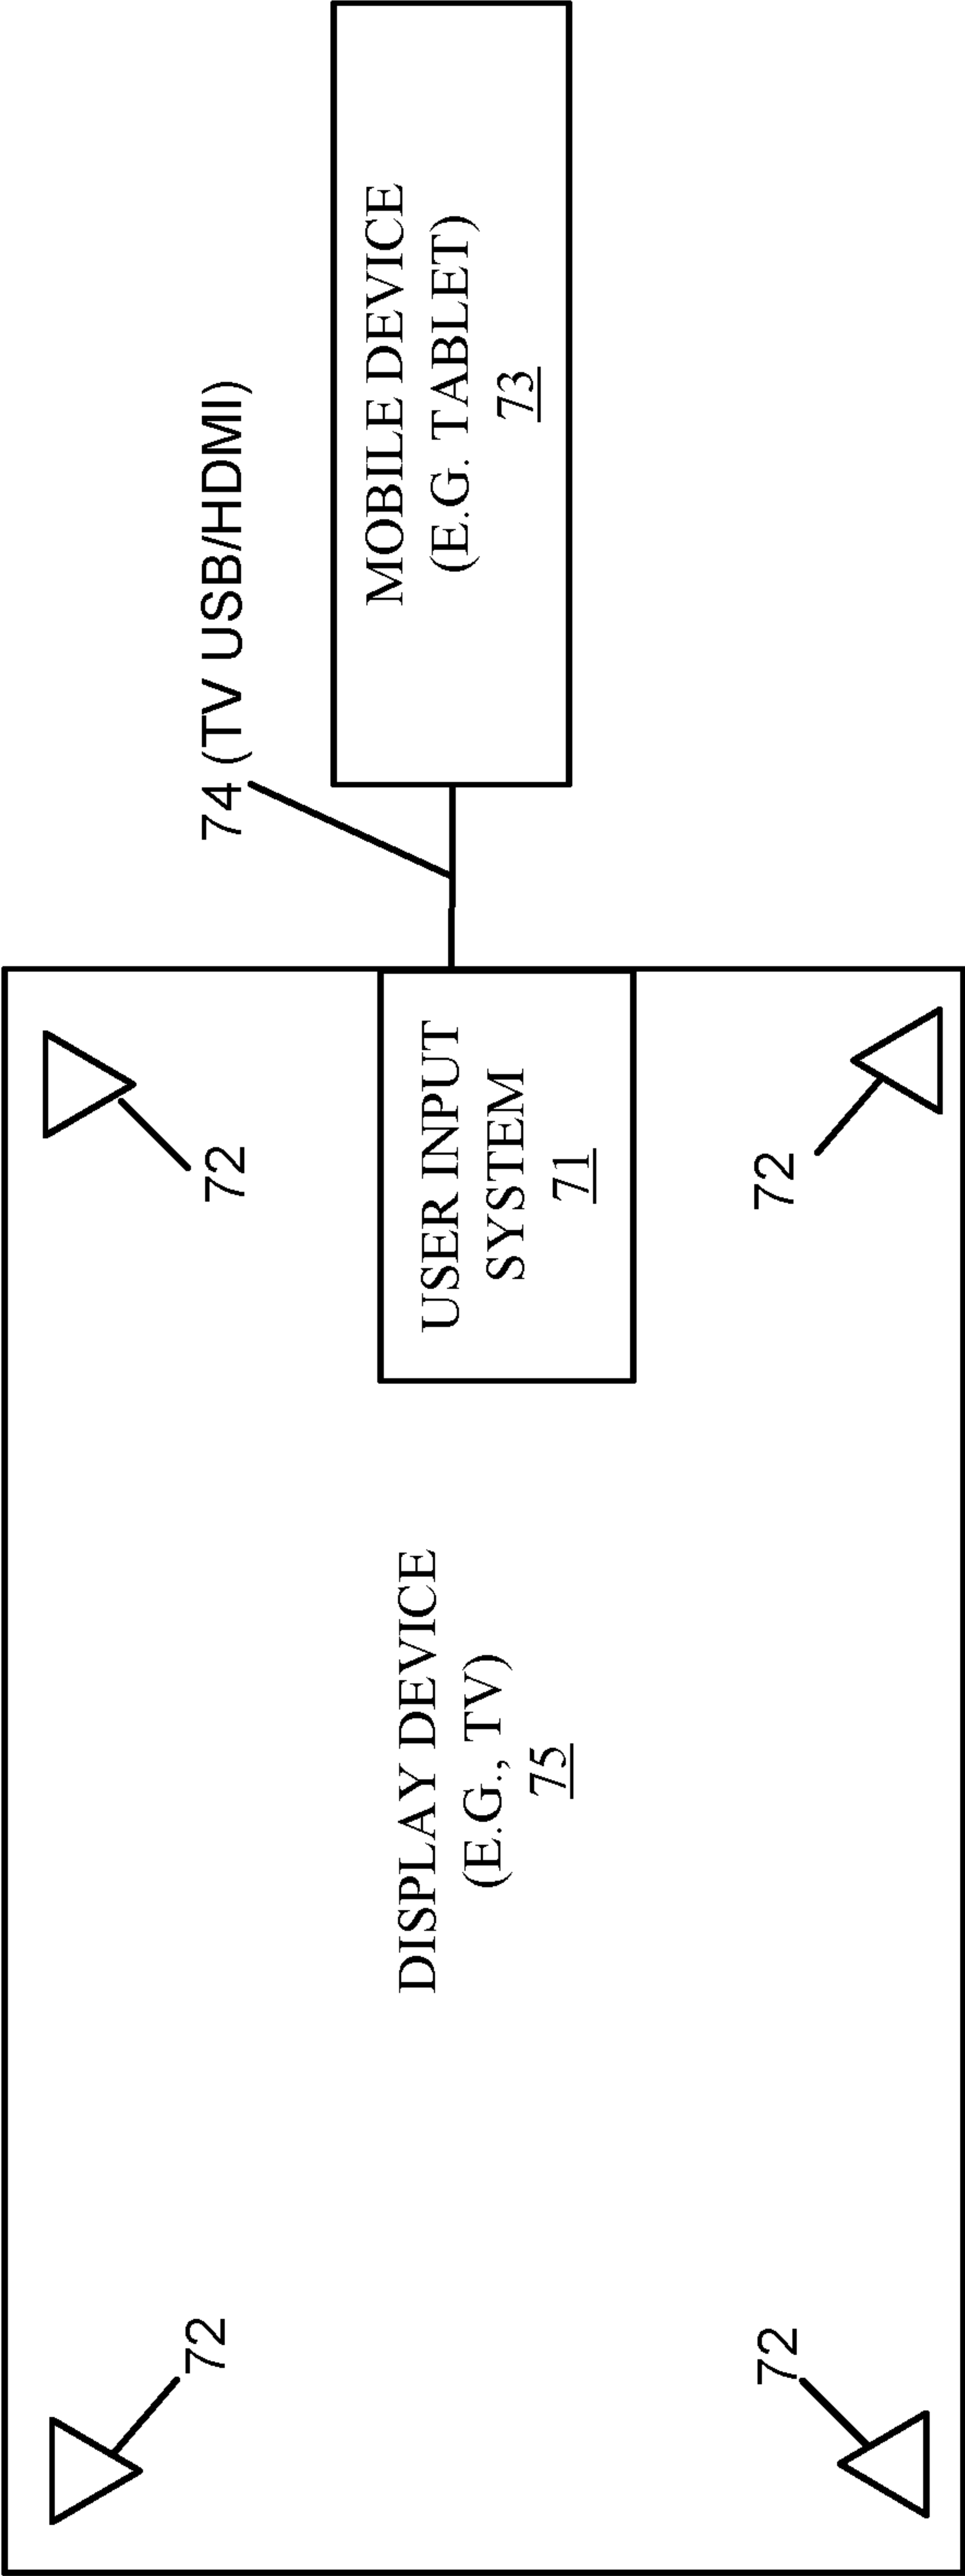 72
72
74 (TV USB/HDMI)
DISPLAY DEVICE
(E.G., TV)
75
USER INPUT
SYSTEM
71
MOBILE DEVICE
(E.G. TABLET)
73
72
72